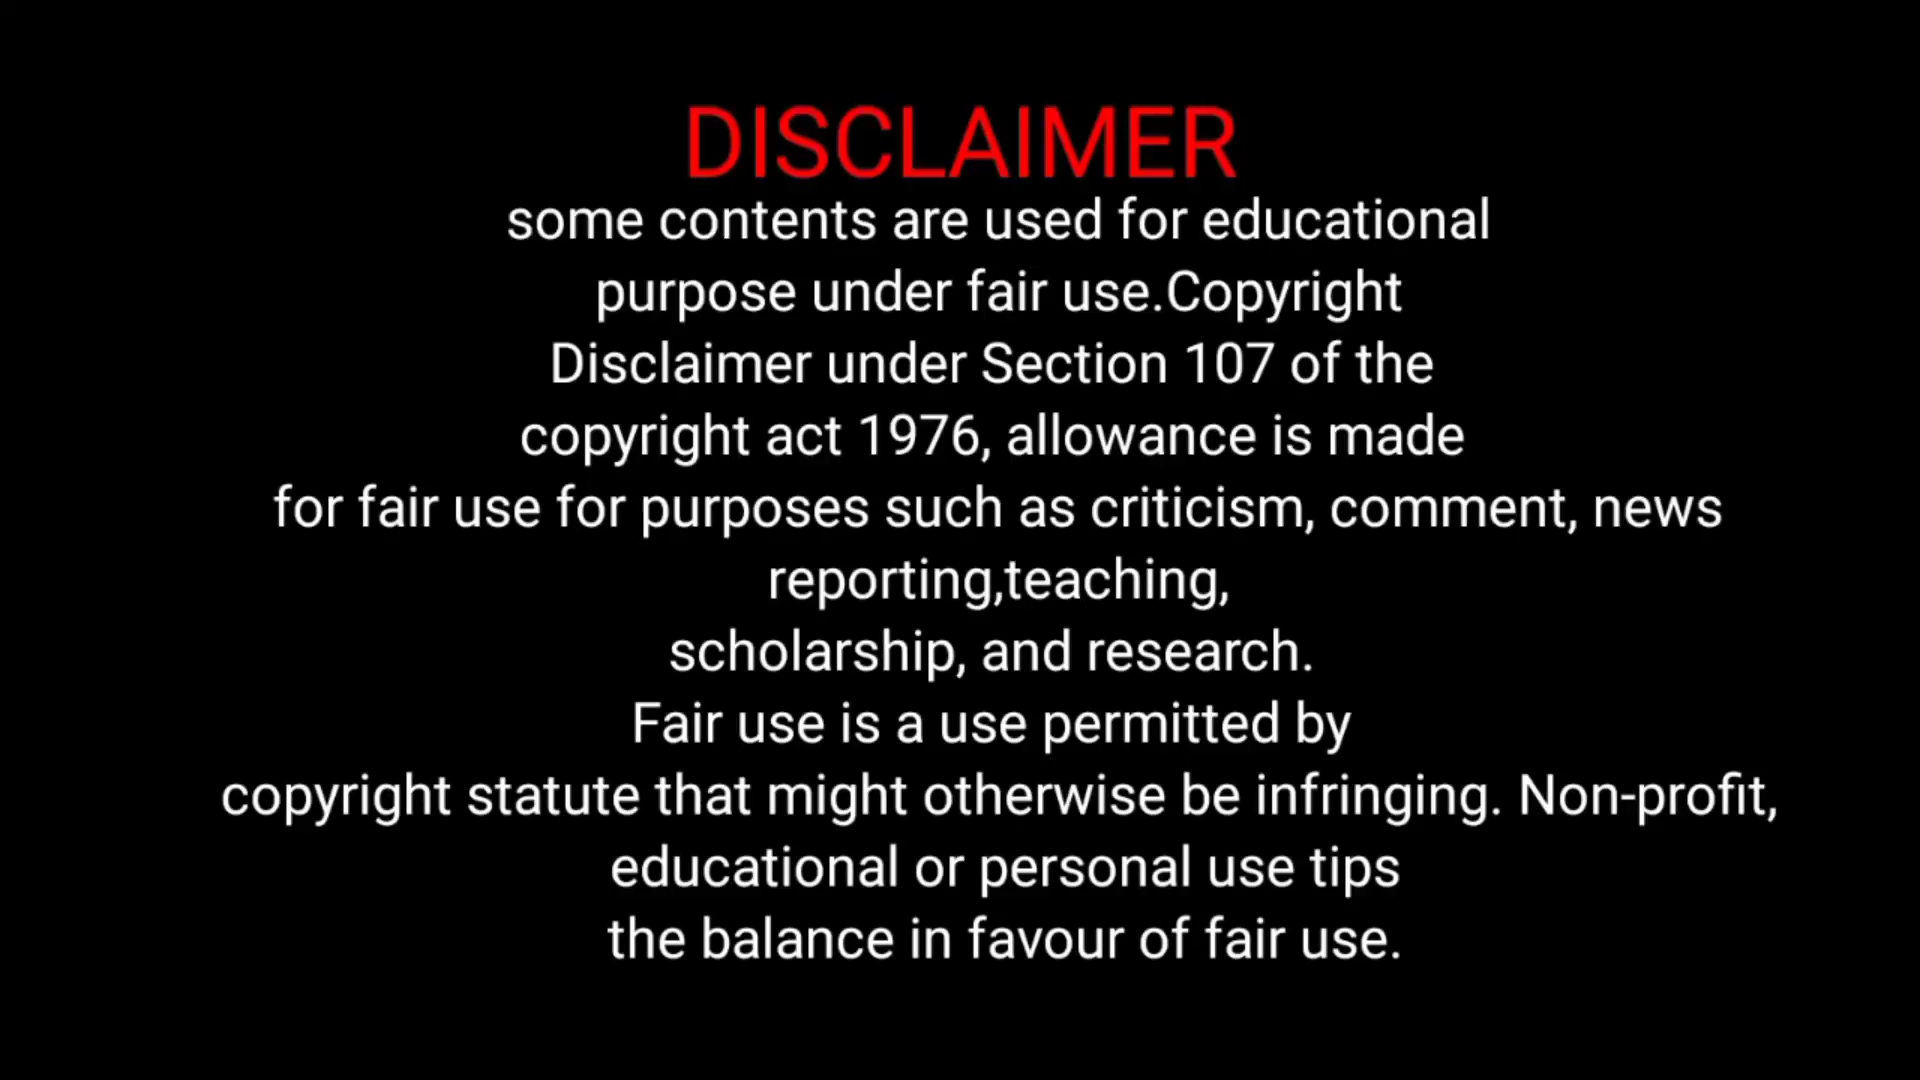 DISCLAIMER
some contents are used for educational
purpose under fair use.Copyright
Disclaimer under Section 107 of the
copyright act 1976, allowance is made
for fair use for purposes such as criticism, comment, news
reporting,teaching,
scholarship, and research.
Fair use is a use permitted by
copyright statute that might otherwise be infringing. Non-profit,
educational or personal use tips
the balance in favour of fair use.